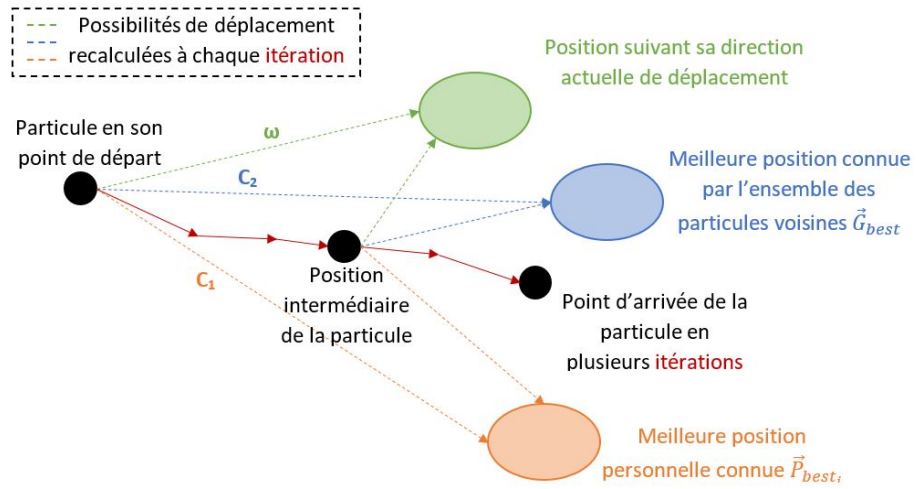 Possibilités de déplacement
recalculées à chaque itération
Position suivant sa direction
actuelle de déplacement
Particule en son
point de départ
ω
C₂
Meilleure position connue
par l'ensemble des
particules voisines G⃗_best
C₁
Position
intermédiaire
de la particule
Point d'arrivée de la
particule en
plusieurs itérations
Meilleure position
personnelle connue P⃗_best_i